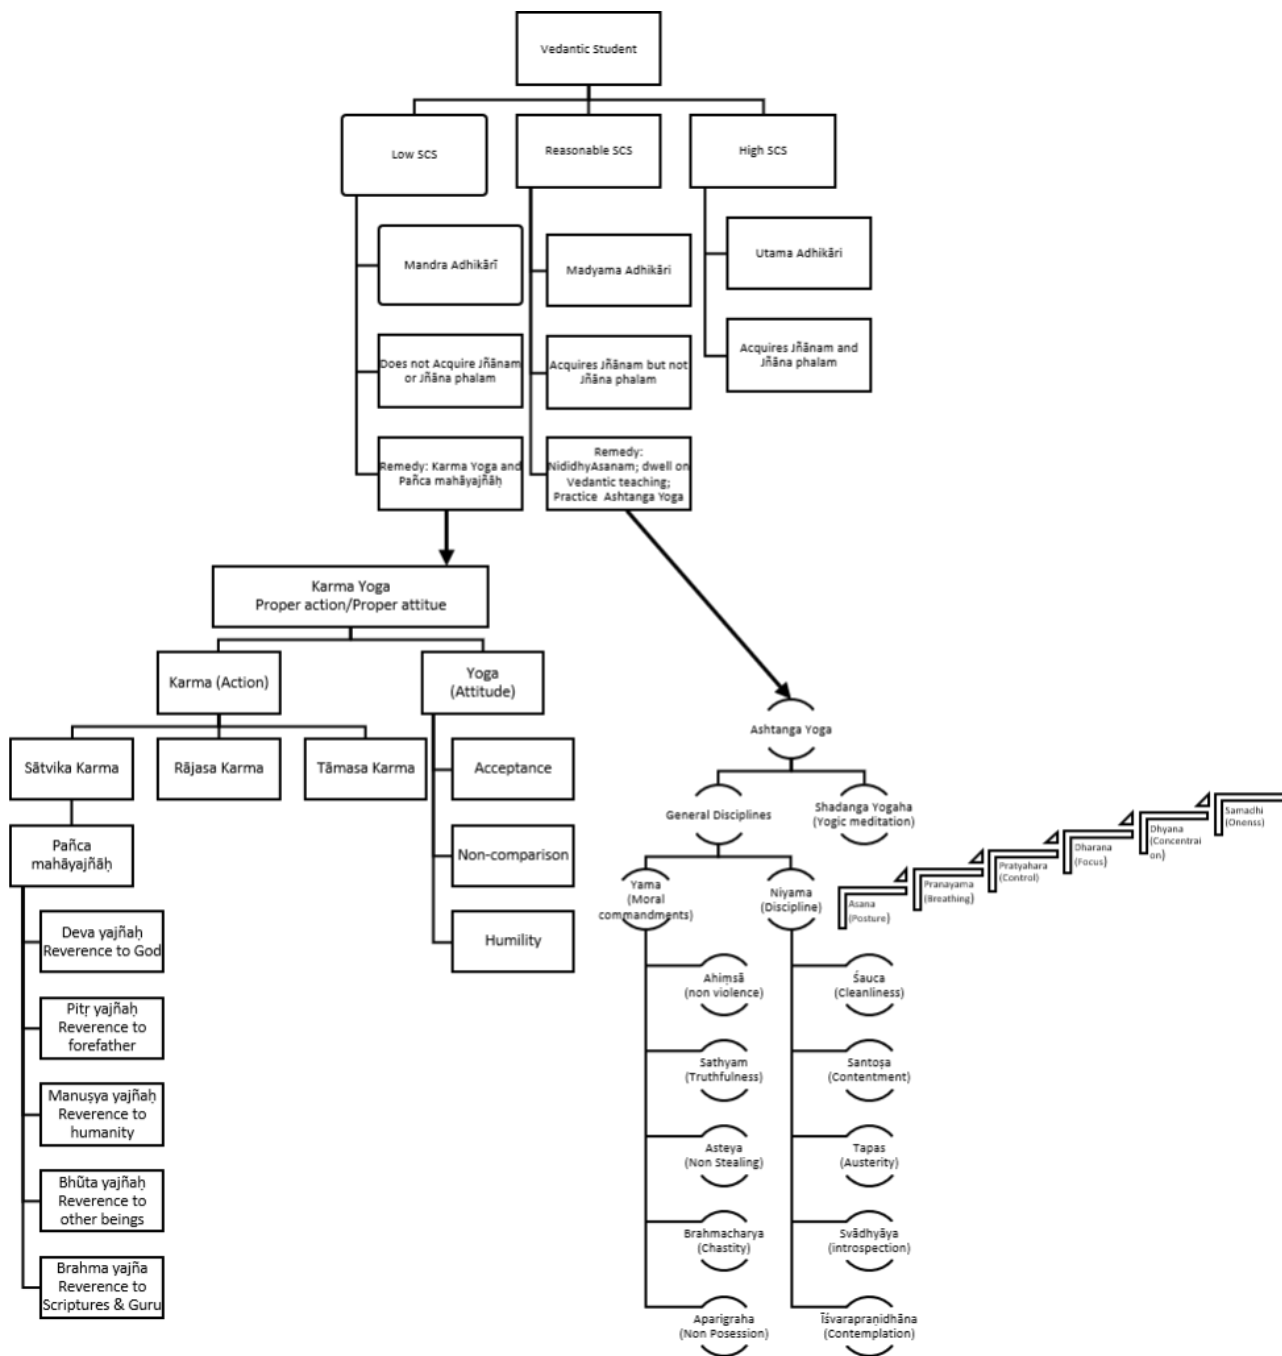 Vedantic Student
Low SCS
Reasonable SCS
High SCS
Mandra Adhikārī
Madyama Adhikāri
Utama Adhikāri
Does not Acquire Jñānam
or Jñāna phalam
Acquires Jñānam but not
Jñāna phalam
Acquires Jñānam and
Jñāna phalam
Remedy: Karma Yoga and
Pañca mahāyajñāḥ
Remedy:
NididhyAsanam; dwell on
Vedantic teaching;
Practice Ashtanga Yoga
Karma Yoga
Proper action/Proper attitue
Karma (Action)
Yoga
(Attitude)
Sātvika Karma
Rājasa Karma
Tāmasa Karma
Acceptance
Non-comparison
Humility
Pañca
mahāyajñāḥ
Deva yajñaḥ
Reverence to God
Pitṛ yajñaḥ
Reverence to
forefather
Manuṣya yajñaḥ
Reverence to
humanity
Bhūta yajñaḥ
Reverence to
other beings
Brahma yajña
Reverence to
Scriptures & Guru
Ashtanga Yoga
General Disciplines
Shadanga Yogaha
(Yogic meditation)
Yama
(Moral
commandments)
Niyama
(Discipline)
Ahiṃsā
(non violence)
Śauca
(Cleanliness)
Sathyam
(Truthfulness)
Santoṣa
(Contentment)
Asteya
(Non Stealing)
Tapas
(Austerity)
Brahmacharya
(Chastity)
Svādhyāya
(introspection)
Aparigraha
(Non Posession)
Īśvarapraṇidhāna
(Contemplation)
Asana
(Posture)
Pranayama
(Breathing)
Pratyahara
(Control)
Dharana
(Focus)
Dhyana
(Concentrai
on)
Samadhi
(Onenss)